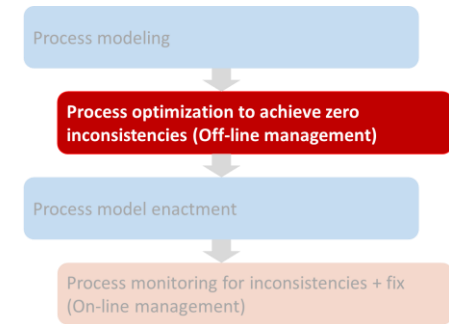 Process modeling
Process optimization to achieve zero
inconsistencies (Off-line management)
Process model enactment
Process monitoring for inconsistencies + fix
(On-line management)